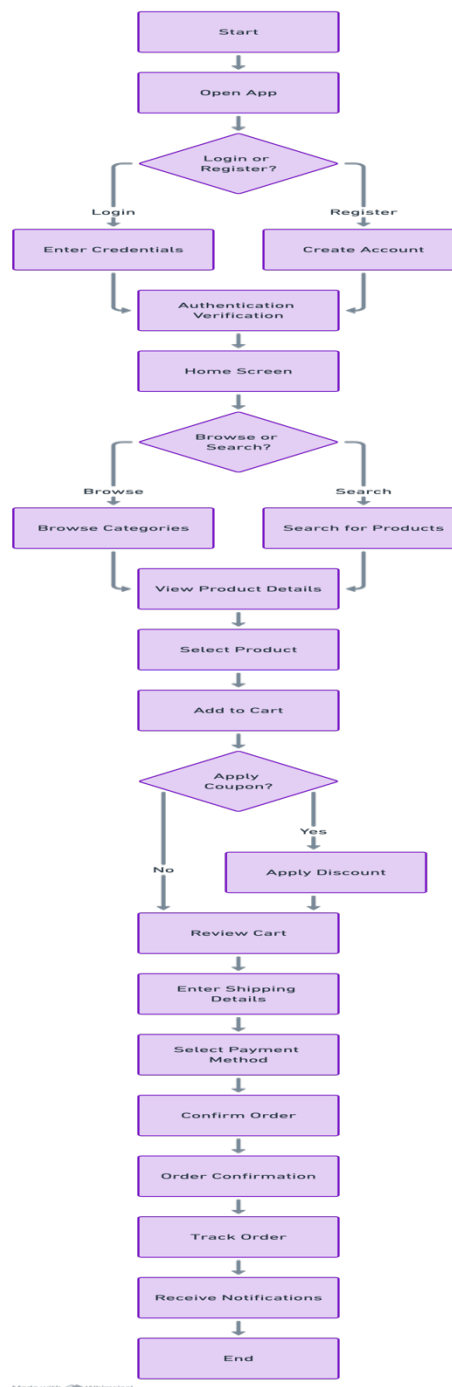 Start
Open App
Login or
Register?
Login
Register
Enter Credentials
Create Account
Authentication
Verification
Home Screen
Browse or
Search?
Browse
Search
Browse Categories
Search for Products
View Product Details
Select Product
Add to Cart
Apply
Coupon?
Yes
No
Apply Discount
Review Cart
Enter Shipping
Details
Select Payment
Method
Confirm Order
Order Confirmation
Track Order
Receive Notifications
End